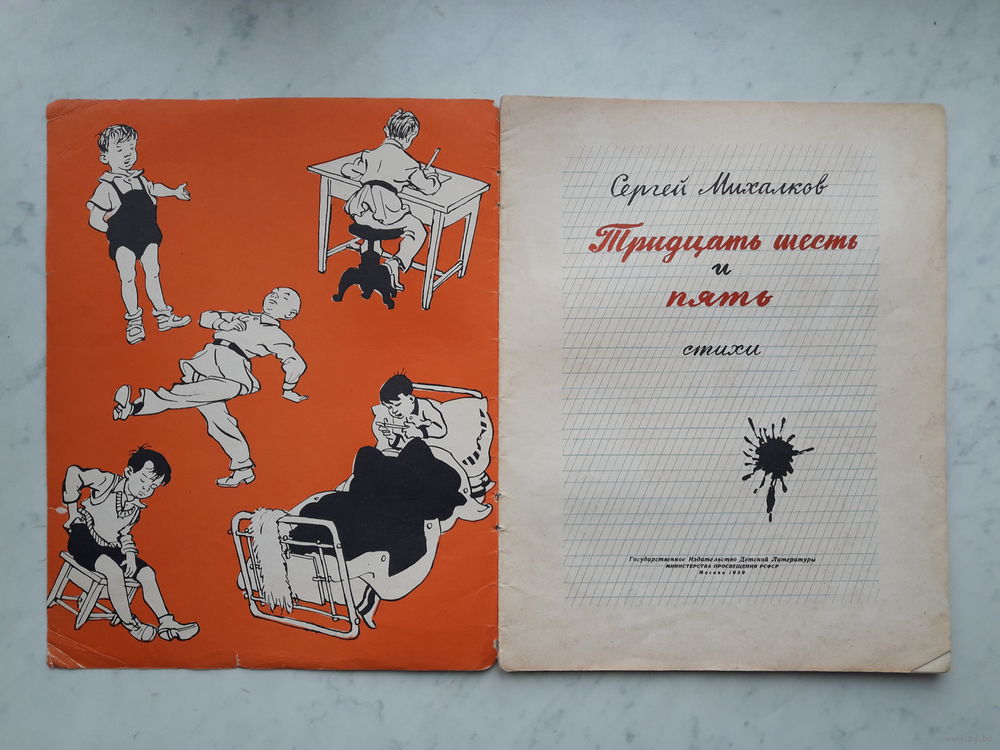 Сергей Михалков
Тридцать шесть
и
пять
стихи
Государственное Издательство Детской Литературы
МИНИСТЕРСТВА ПРОСВЕЩЕНИЯ РСФСР
Москва 1959